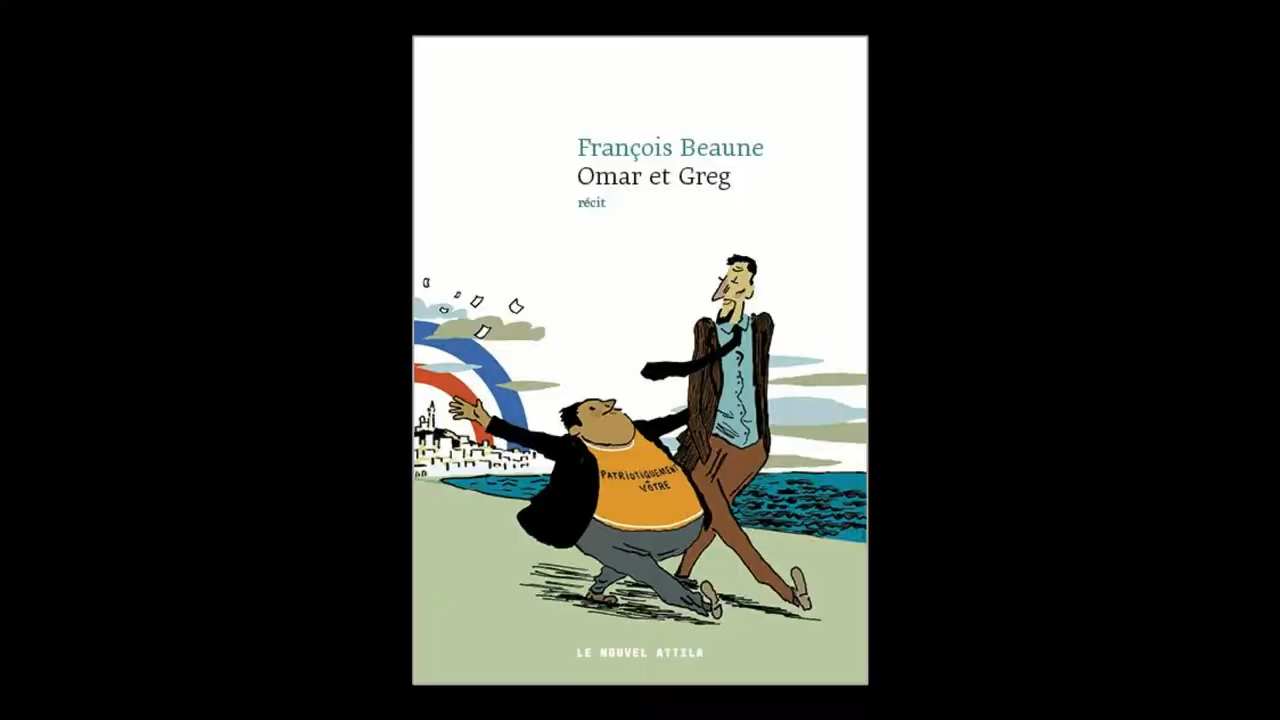 François Beaune
Omar et Greg
récit
PATRIOTIQUEMENT
VÔTRE
LE NOUVEL ATTILA